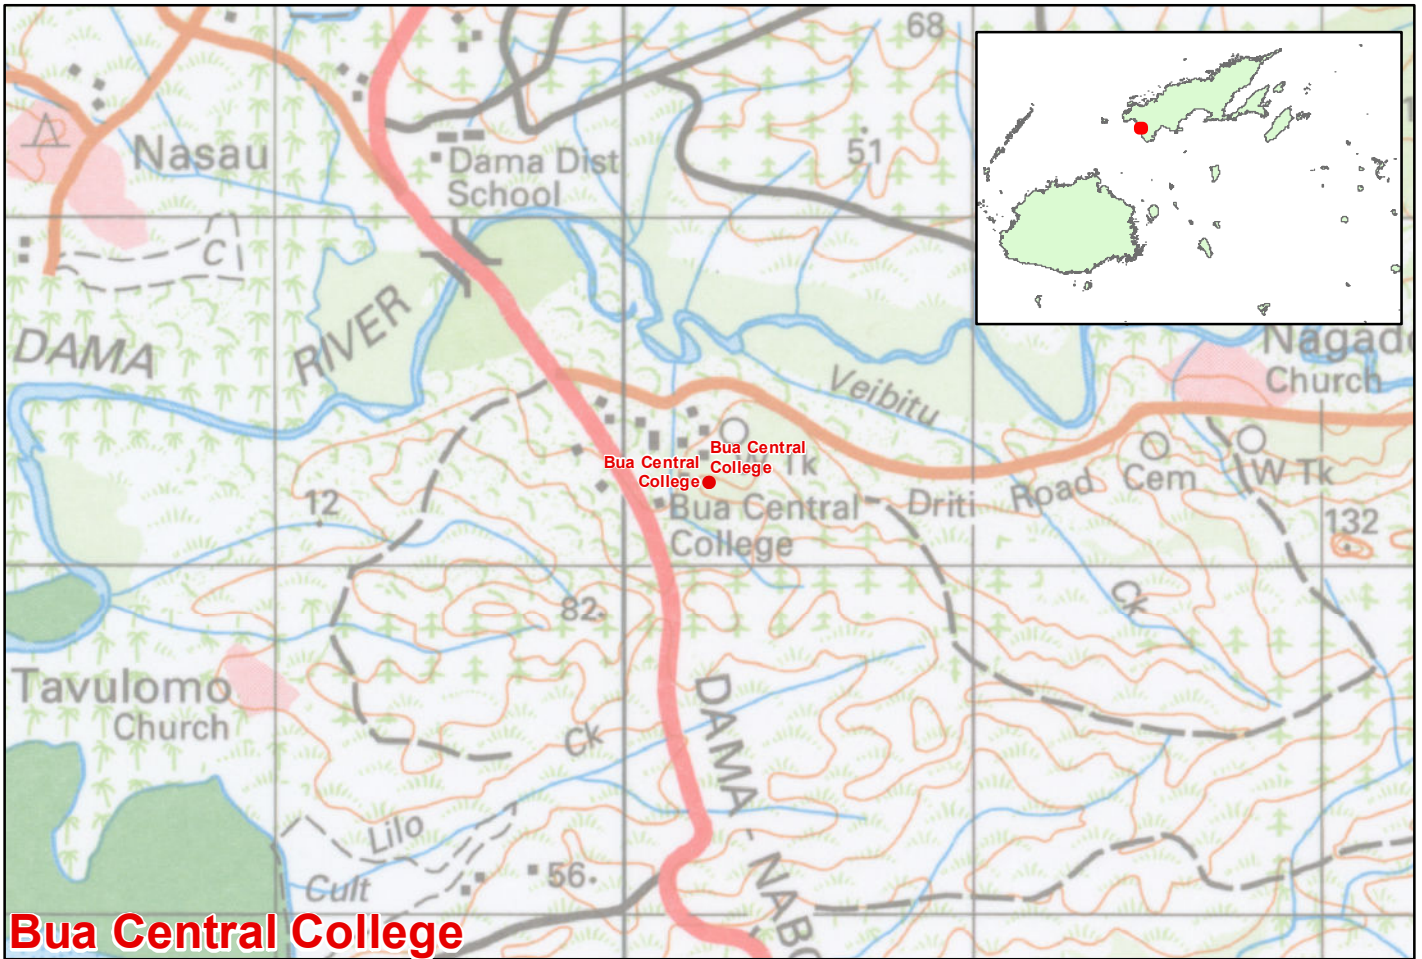 68
Nasau
Dama Dist
School
51
C
DAMA
RIVER
Nagado
Church
Veibitu
Bua Central
College
Bua Central
College
W Tk
Bua Central
College
Driti
Road
Cem
W Tk
132
12
82
Ck
Tavulomo
Church
Ck
DAMA - NABO
Lilo
Cult
56
Bua Central College